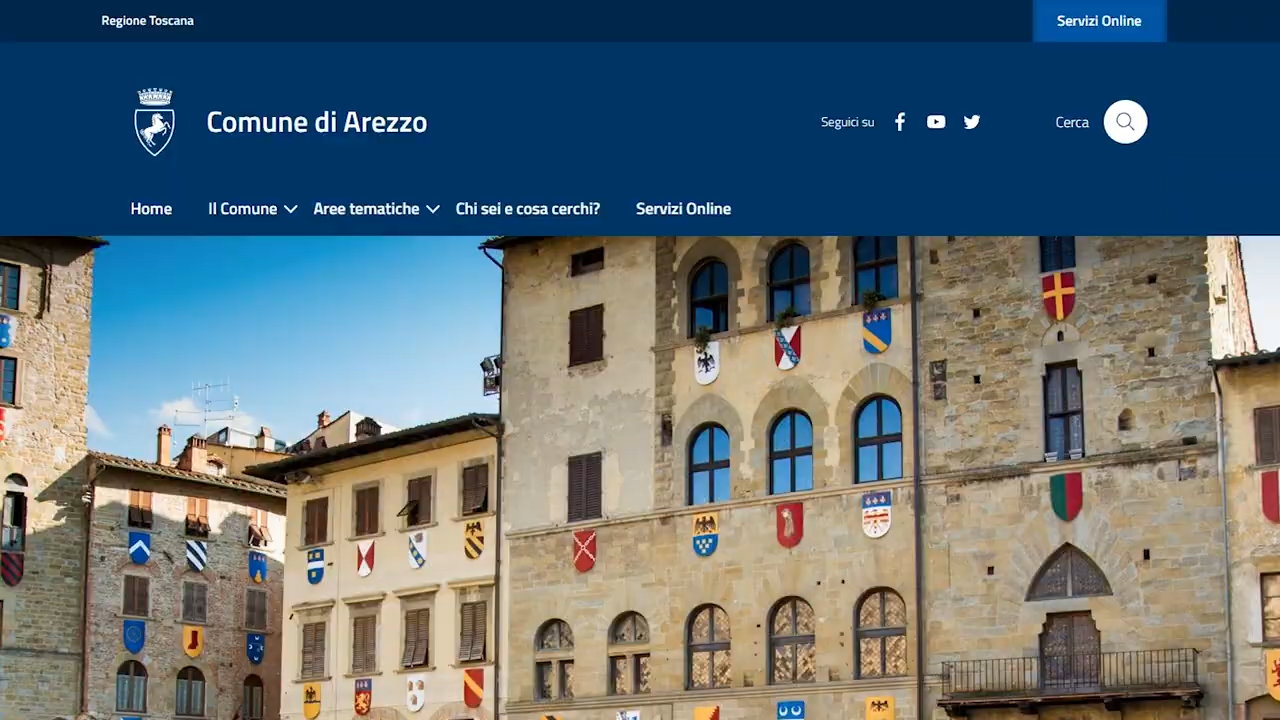 Regione Toscana
Servizi Online
Comune di Arezzo
Seguici su
Cerca
Home Il Comune Aree tematiche Chi sei e cosa cerchi? Servizi Online